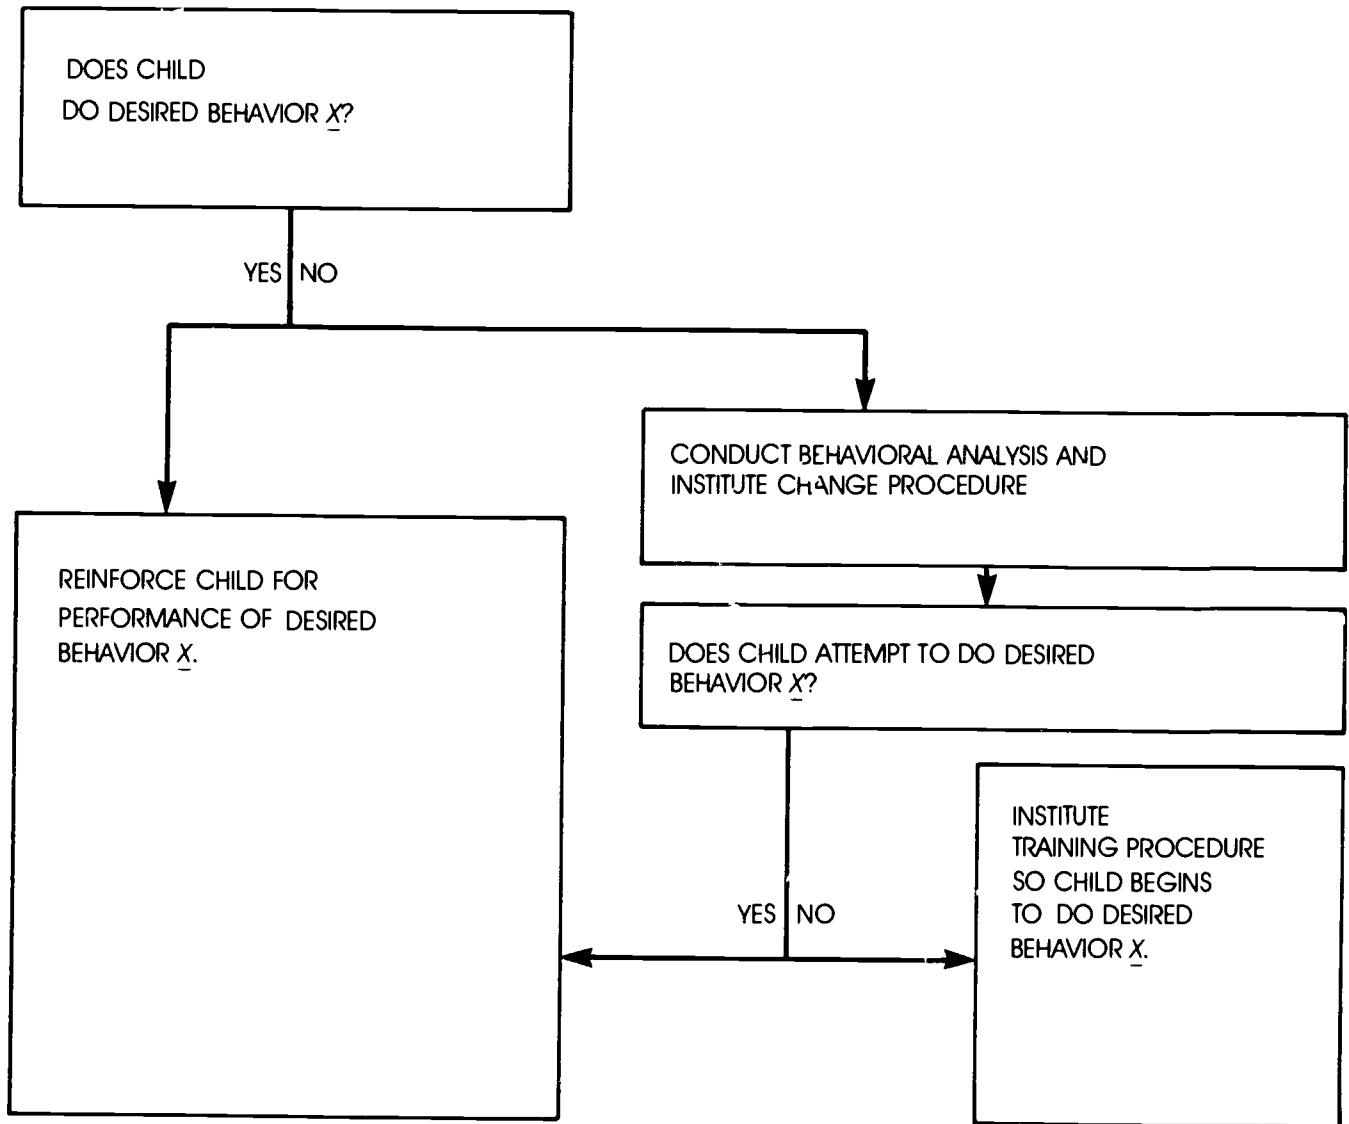 DOES CHILD
DO DESIRED BEHAVIOR X?
YES NO
CONDUCT BEHAVIORAL ANALYSIS AND
INSTITUTE CHANGE PROCEDURE
REINFORCE CHILD FOR
PERFORMANCE OF DESIRED
BEHAVIOR X.
DOES CHILD ATTEMPT TO DO DESIRED
BEHAVIOR X?
YES NO
INSTITUTE
TRAINING PROCEDURE
SO CHILD BEGINS
TO DO DESIRED
BEHAVIOR X.